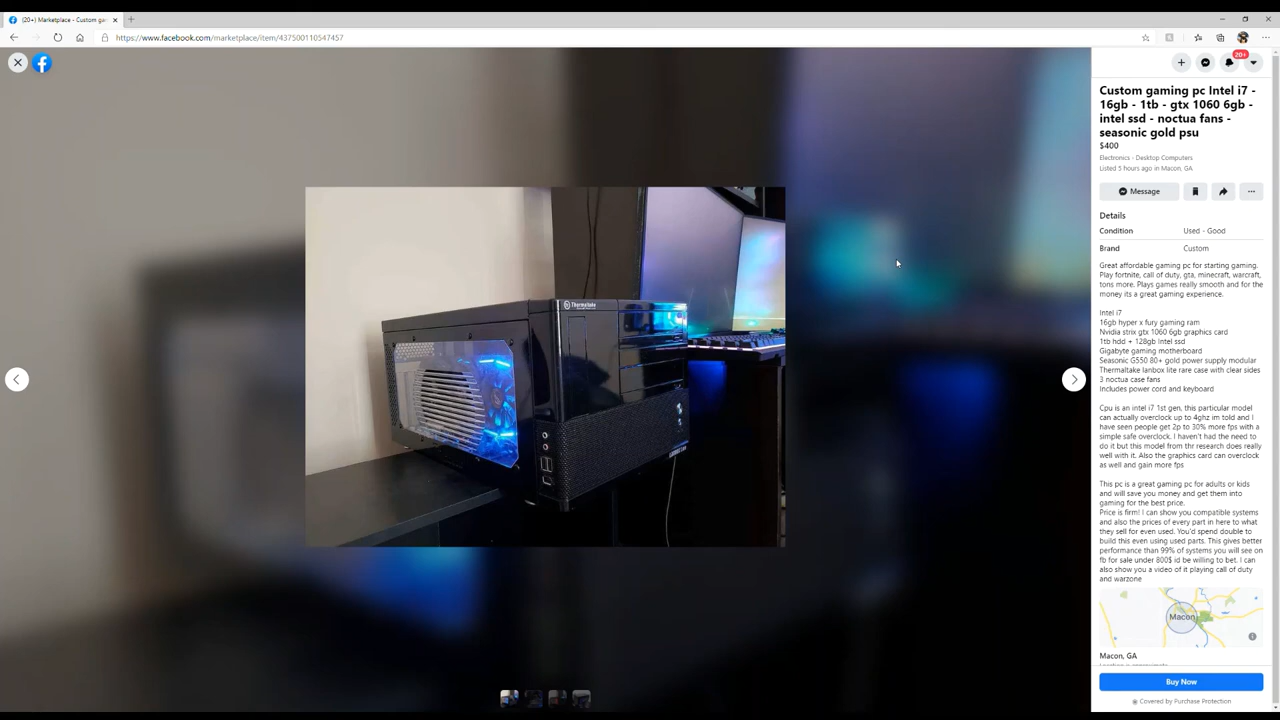 (20+) Marketplace - Custom ga
https://www.facebook.com/marketplace/item/437500110547457
20+
Custom gaming pc Intel i7 -
16gb - 1tb - gtx 1060 6gb -
intel ssd - noctua fans -
seasonic gold psu
$400
Electronics - Desktop Computers
Listed 5 hours ago in Macon, GA
Message
Details
Condition Used - Good
Brand Custom
Great affordable gaming pc for starting gaming.
Play fortnite, call of duty, gta, minecraft, warcraft,
tons more. Plays games really smooth and for the
money its a great gaming experience.
Intel i7
16gb hyper x fury gaming ram
Nvidia strix gtx 1060 6gb graphics card
1tb hdd + 128gb Intel ssd
Gigabyte gaming motherboard
Seasonic G550 80+ gold power supply modular
Thermaltake lanbox lite rare case with clear sides
3 noctua case fans
Includes power cord and keyboard
Cpu is an intel i7 1st gen, this particular model
can actually overclock up to 4ghz im told and I
have seen people get 2p to 30% more fps with a
simple safe overclock. I haven't had the need to
do it but this model from thr research does really
well with it. Also the graphics card can overclock
as well and gain more fps
This pc is a great gaming pc for adults or kids
and will save you money and get them into
gaming for the best price.
Price is firm! I can show you compatible systems
and also the prices of every part in here to what
they sell for even used. You'd spend double to
build this even using used parts. This gives better
performance than 99% of systems you will see on
fb for sale under 800$ id be willing to bet. I can
also show you a video of it playing call of duty
and warzone
Macon
Macon, GA
Buy Now
Covered by Purchase Protection
Thermaltake